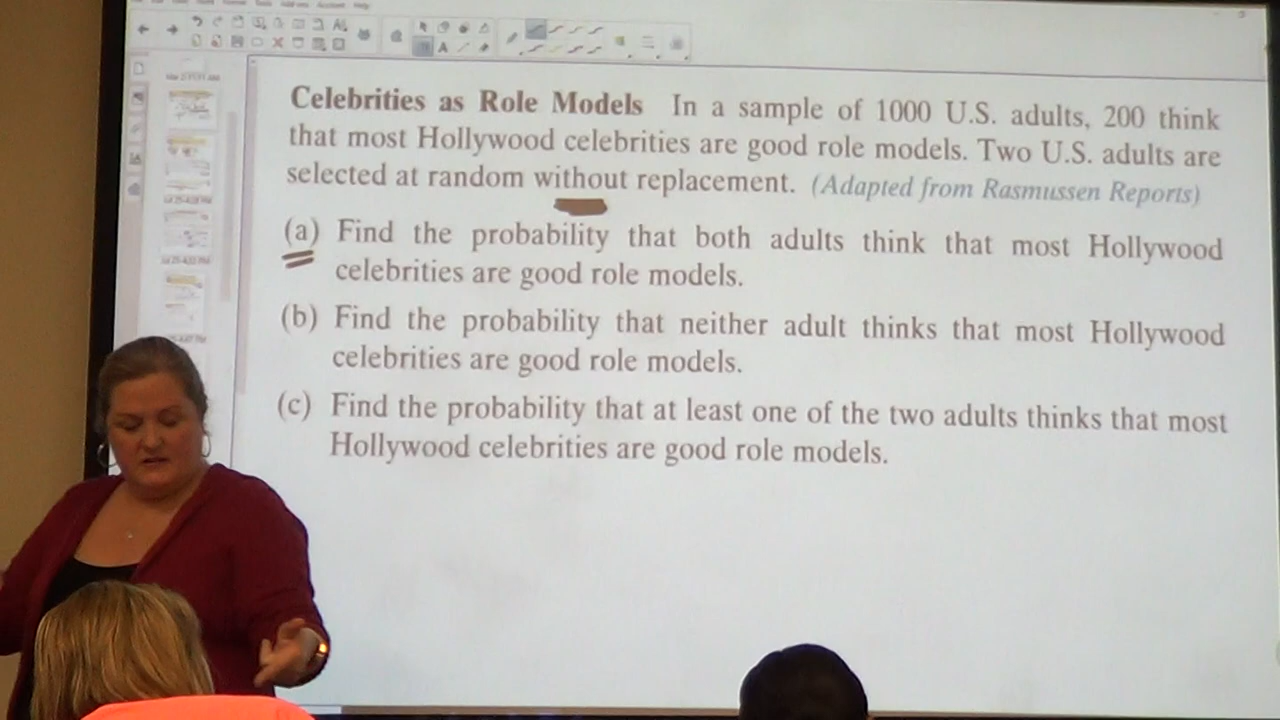 Celebrities as Role Models In a sample of 1000 U.S. adults, 200 think
that most Hollywood celebrities are good role models. Two U.S. adults are
selected at random without replacement. (Adapted from Rasmussen Reports)
(a) Find the probability that both adults think that most Hollywood
celebrities are good role models.
(b) Find the probability that neither adult thinks that most Hollywood
celebrities are good role models.
(c) Find the probability that at least one of the two adults thinks that most
Hollywood celebrities are good role models.